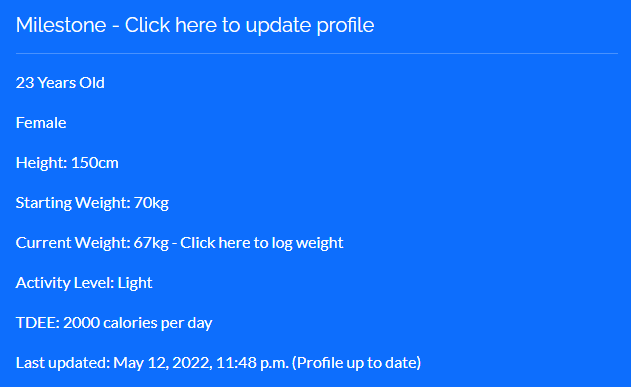 Milestone - Click here to update profile
23 Years Old
Female
Height: 150cm
Starting Weight: 70kg
Current Weight: 67kg - Click here to log weight
Activity Level: Light
TDEE: 2000 calories per day
Last updated: May 12, 2022, 11:48 p.m. (Profile up to date)